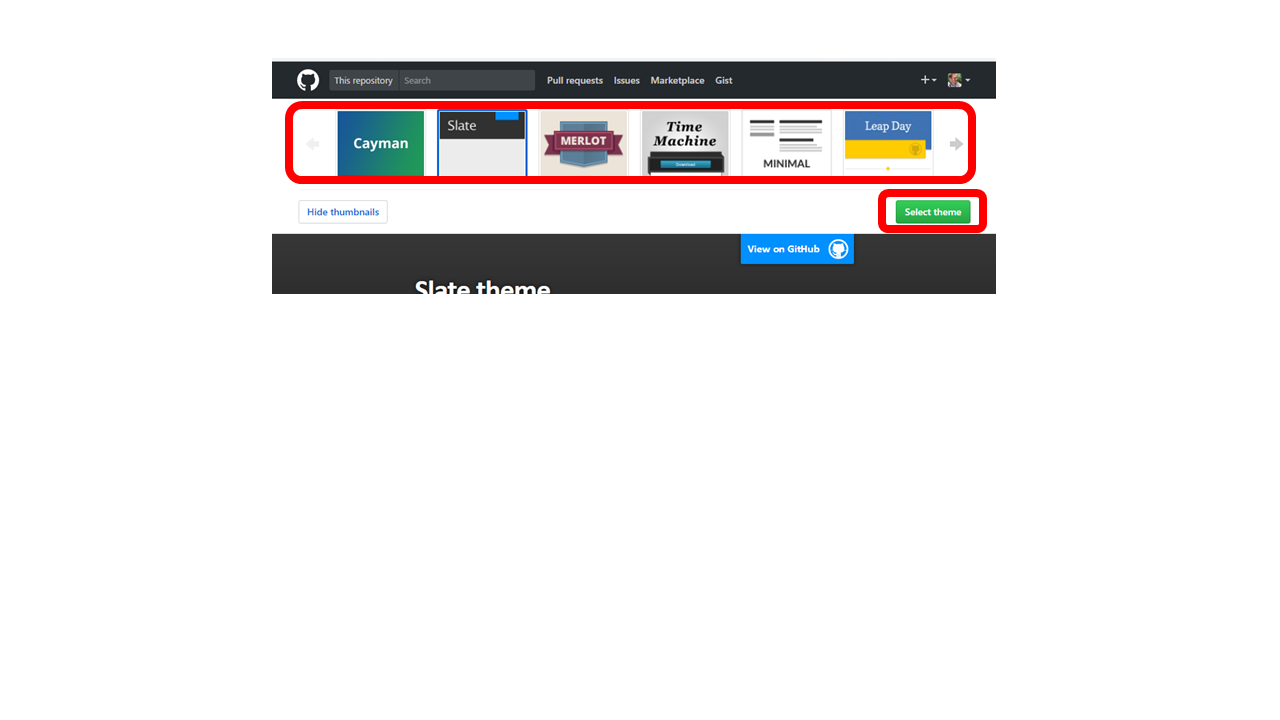 This repository Search Pull requests Issues Marketplace Gist
Cayman
Slate
MERLOT
Time
Machine
Download
MINIMAL
Leap Day
Hide thumbnails
Select theme
View on GitHub
Slate theme